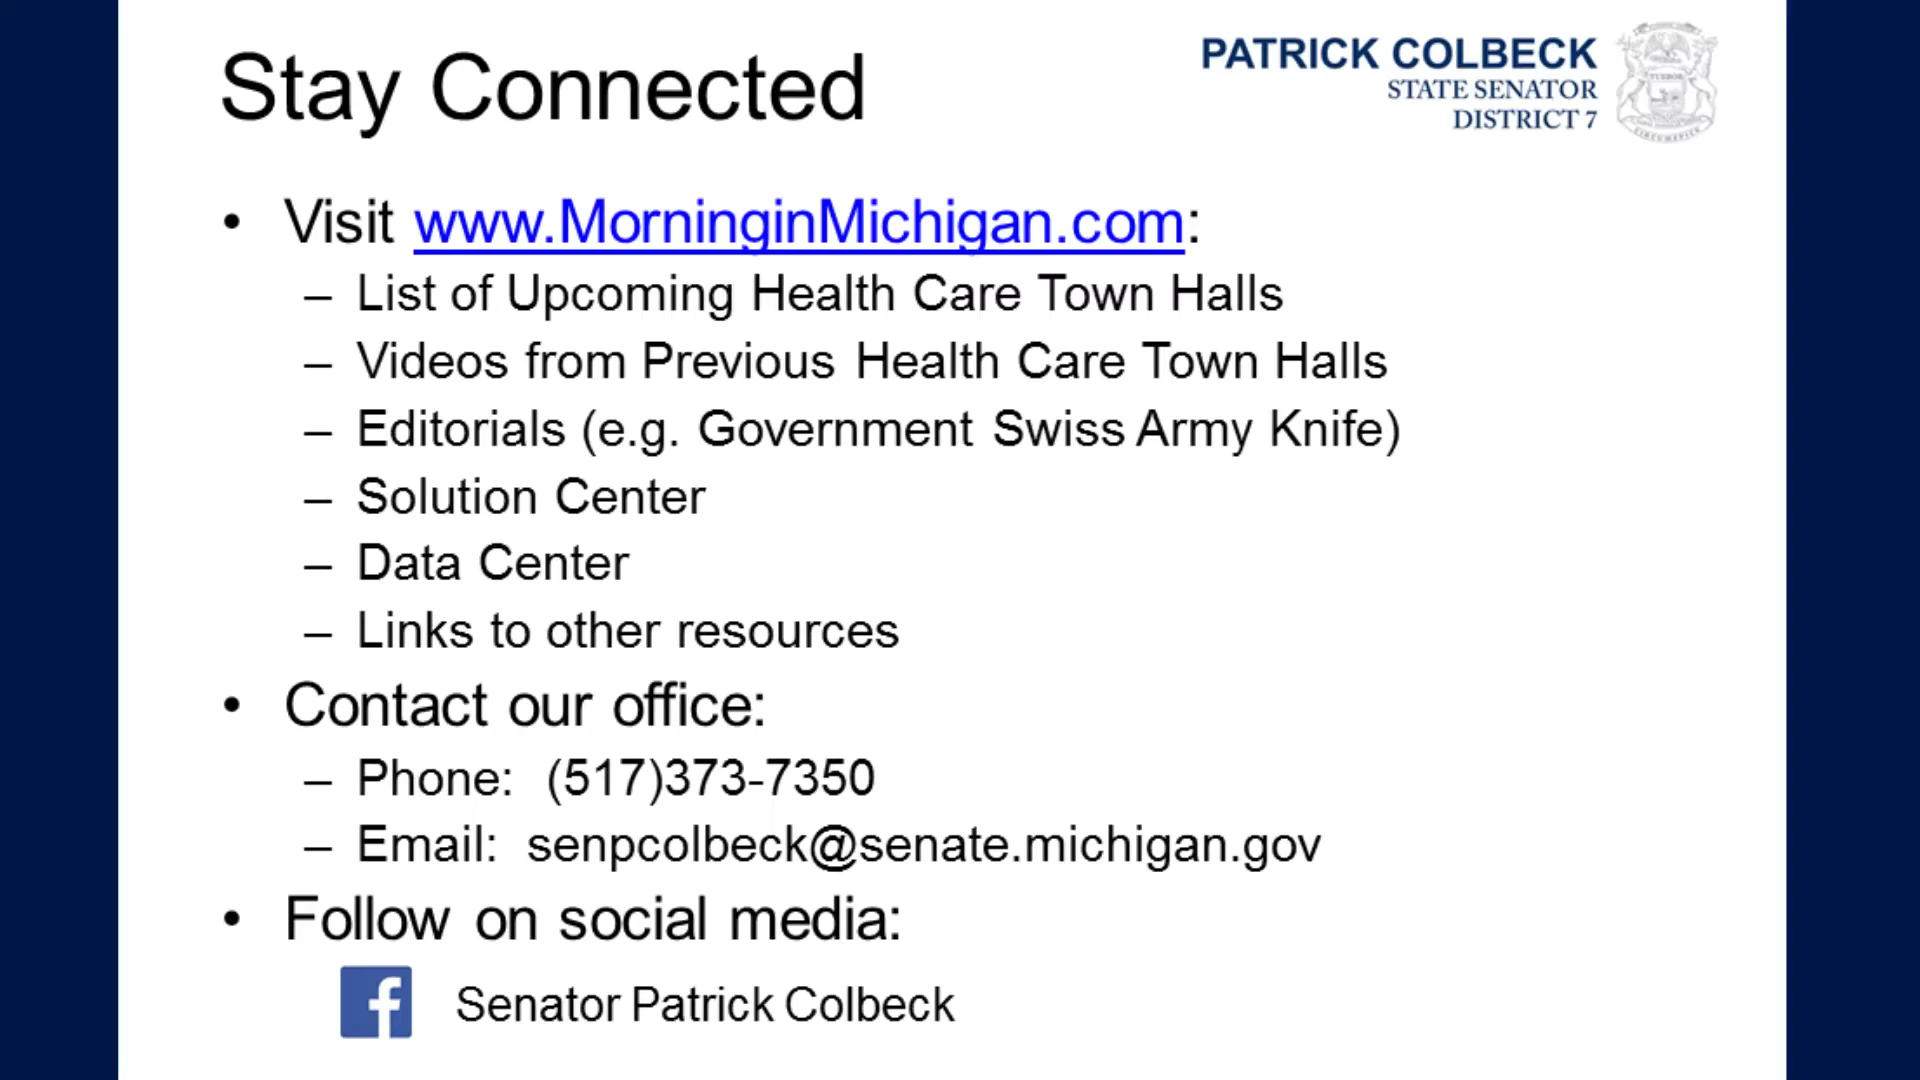 Stay Connected
PATRICK COLBECK
STATE SENATOR
DISTRICT 7
TUEBOR
CIRCUMSPICE
• Visit www.MorninginMichigan.com:
– List of Upcoming Health Care Town Halls
– Videos from Previous Health Care Town Halls
– Editorials (e.g. Government Swiss Army Knife)
– Solution Center
– Data Center
– Links to other resources
• Contact our office:
– Phone: (517)373-7350
– Email: senpcolbeck@senate.michigan.gov
• Follow on social media:
f Senator Patrick Colbeck